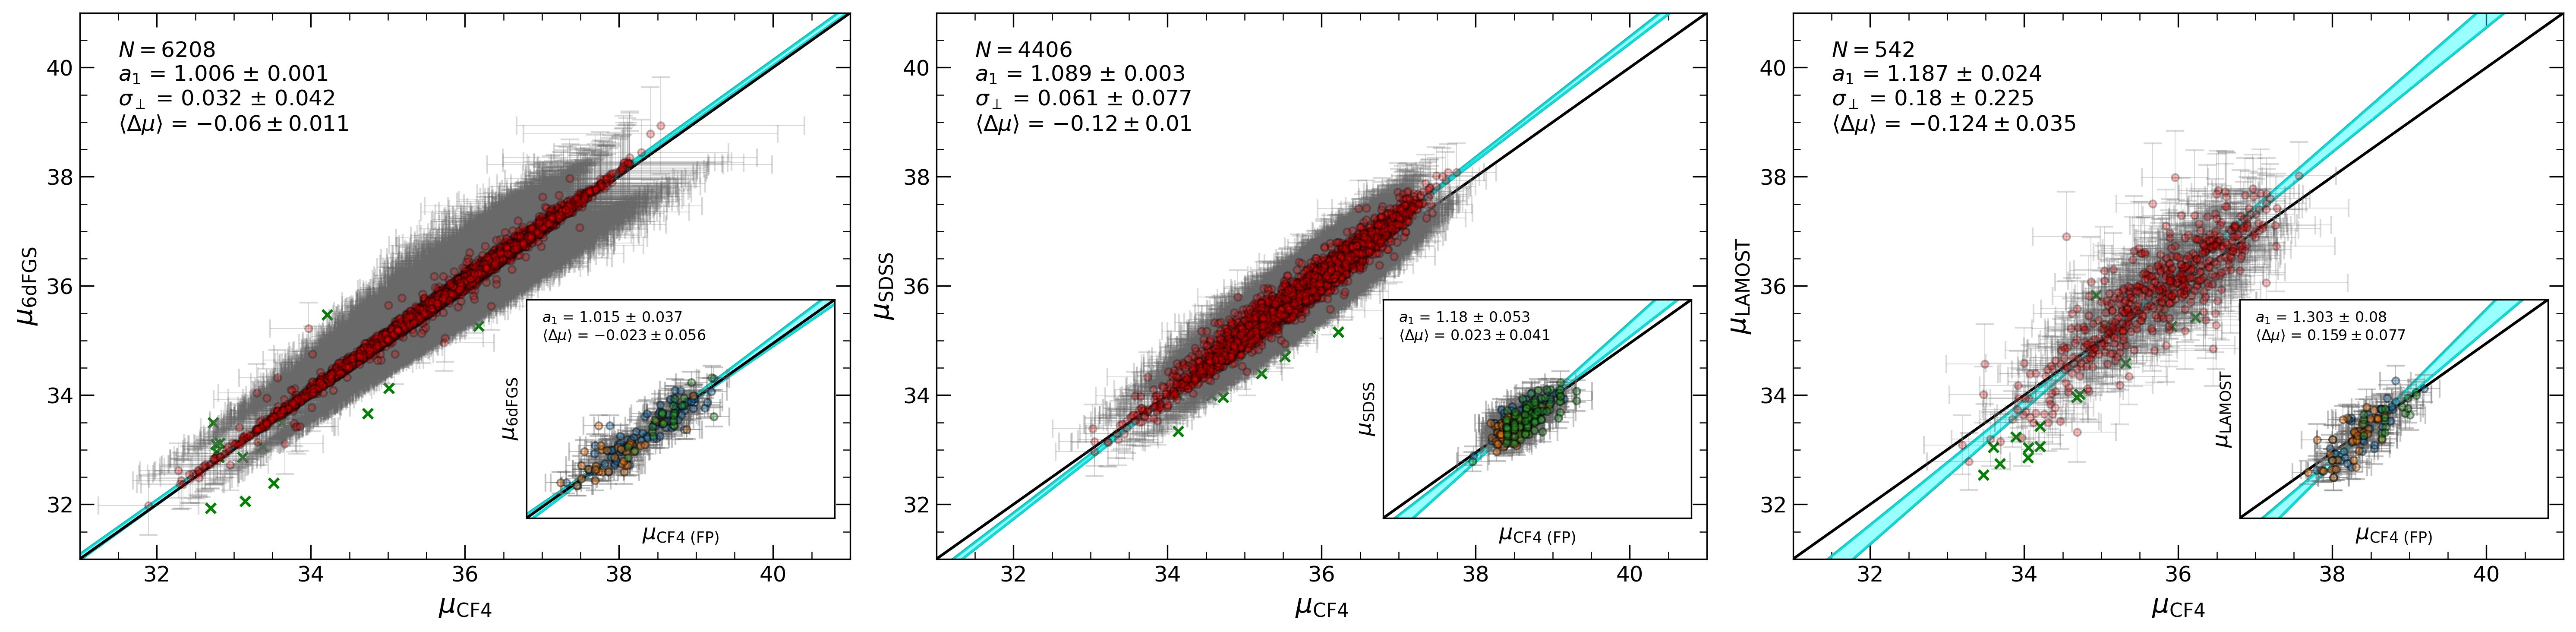 N = 6208
a₁ = 1.006 ± 0.001
σ⊥ = 0.032 ± 0.042
⟨Δμ⟩ = −0.06 ± 0.011
40
38
36
34
32
μ6dFGS
a₁ = 1.015 ± 0.037
⟨Δμ⟩ = −0.023 ± 0.056
μ6dFGS
μCF4 (FP)
32 34 36 38 40
μCF4
N = 4406
a₁ = 1.089 ± 0.003
σ⊥ = 0.061 ± 0.077
⟨Δμ⟩ = −0.12 ± 0.01
40
38
36
34
32
μSDSS
a₁ = 1.18 ± 0.053
⟨Δμ⟩ = 0.023 ± 0.041
μSDSS
μCF4 (FP)
32 34 36 38 40
μCF4
N = 542
a₁ = 1.187 ± 0.024
σ⊥ = 0.18 ± 0.225
⟨Δμ⟩ = −0.124 ± 0.035
40
38
36
34
32
μLAMOST
a₁ = 1.303 ± 0.08
⟨Δμ⟩ = 0.159 ± 0.077
μLAMOST
μCF4 (FP)
32 34 36 38 40
μCF4